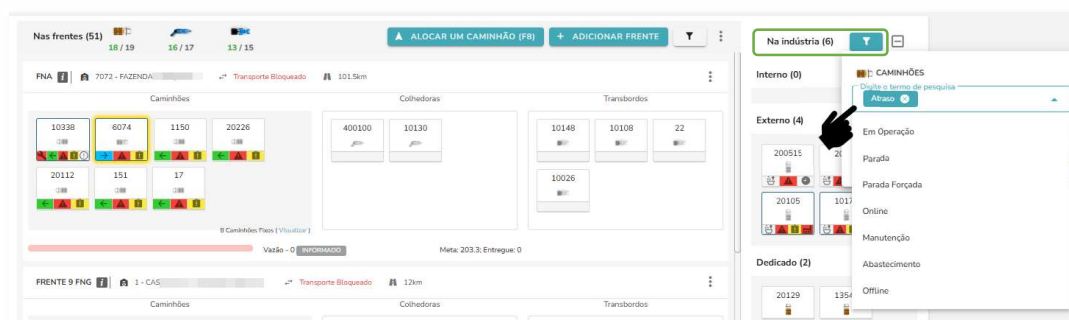 Nas frentes (51)
18 / 19
16 / 17
13 / 15
ALOCAR UM CAMINHÃO (F8)
+ ADICIONAR FRENTE
FNA
7072 - FAZENDA
Transporte Bloqueado
101.5km
Caminhões
Colhedoras
Transbordos
10338
6074
1150
20226
20112
151
17
8 Caminhões Fixos ( Visualizar )
400100
10130
10148
10108
22
10026
Vazão - 0 INFORMADO
Meta: 203.3; Entregue: 0
FRENTE 9 FNG
1 - CAS
Transporte Bloqueado
12km
Caminhões
Colhedoras
Transbordos
Na indústria (6)
Interno (0)
Externo (4)
200515
20105
Dedicado (2)
20129
CAMINHÕES
Digite o termo de pesquisa
Atraso
Em Operação
Parada
Parada Forçada
Online
Manutenção
Abastecimento
Offline